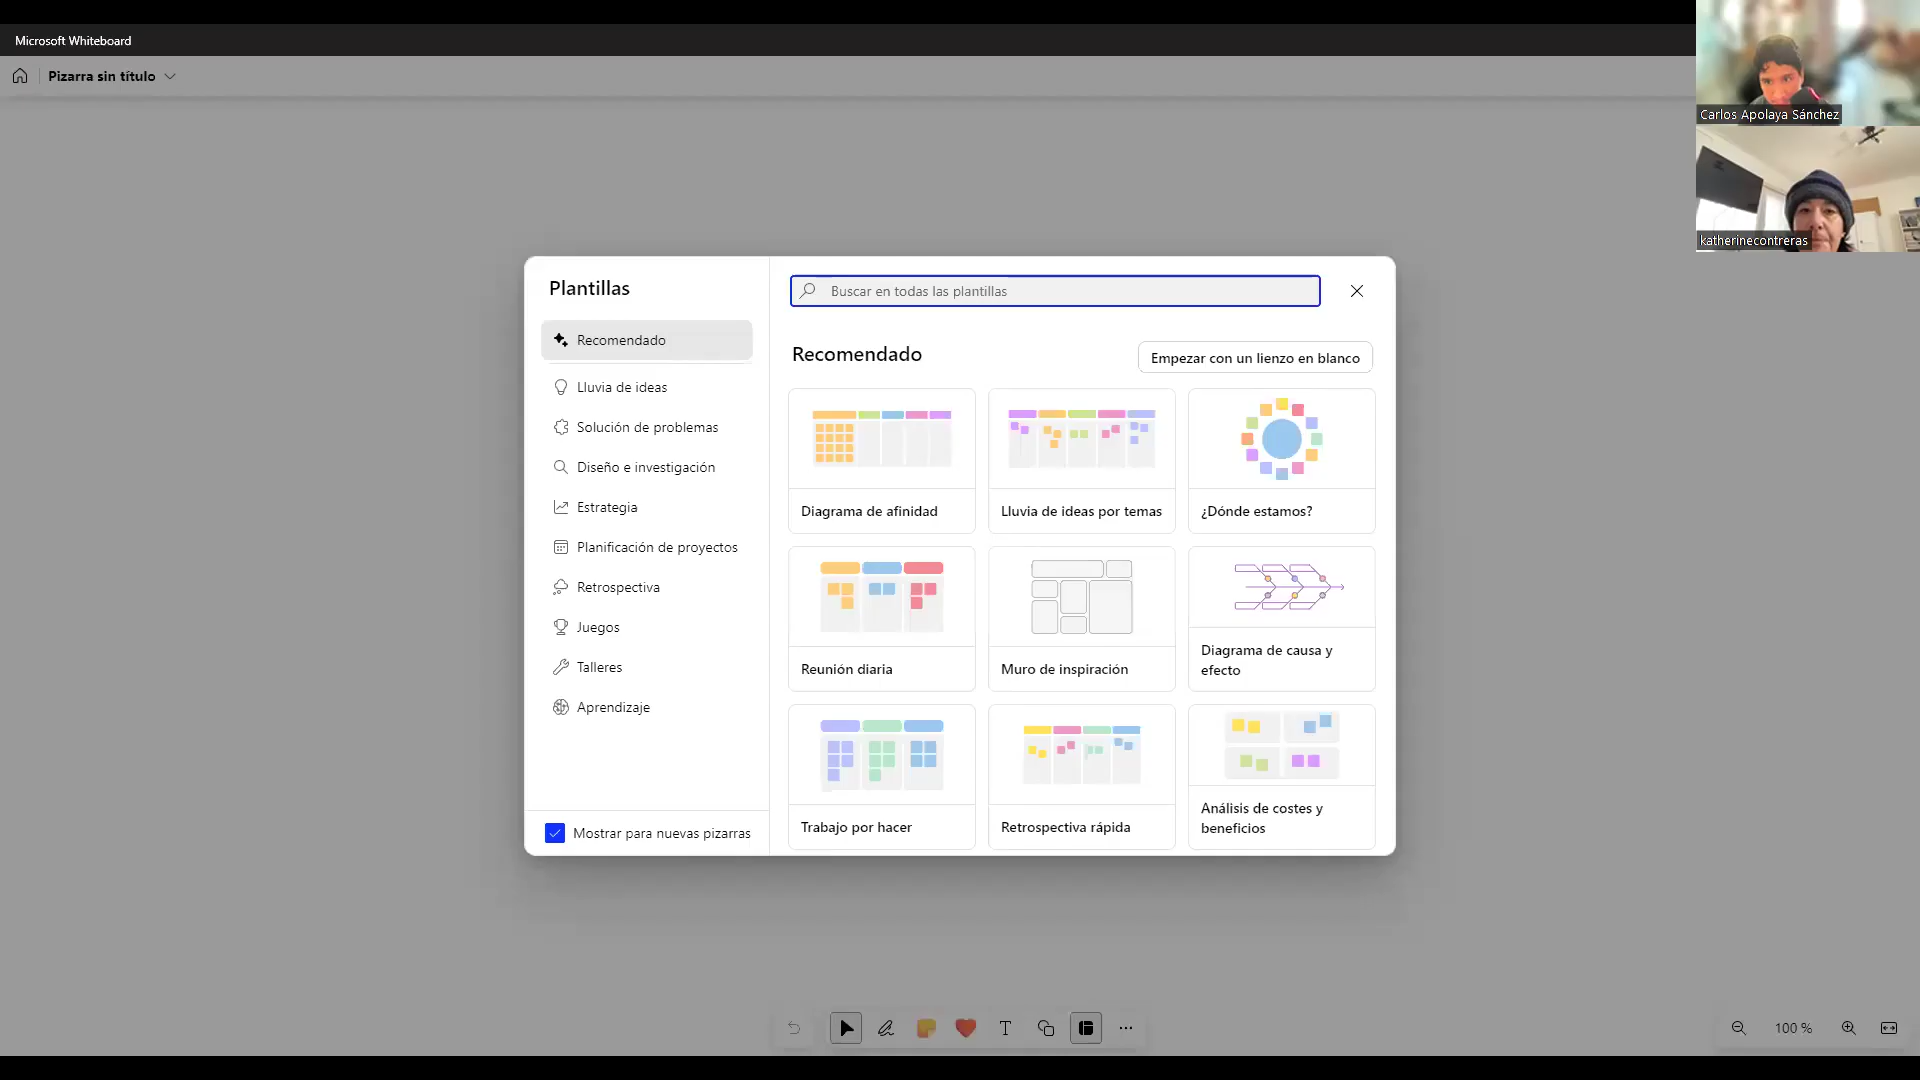 Microsoft Whiteboard
Pizarra sin título
Carlos Apolaya Sánchez
katherinecontreras
Plantillas
Buscar en todas las plantillas
Recomendado
Lluvia de ideas
Solución de problemas
Diseño e investigación
Estrategia
Planificación de proyectos
Retrospectiva
Juegos
Talleres
Aprendizaje
Mostrar para nuevas pizarras
Recomendado
Empezar con un lienzo en blanco
Diagrama de afinidad
Lluvia de ideas por temas
¿Dónde estamos?
Reunión diaria
Muro de inspiración
Diagrama de causa y
efecto
Trabajo por hacer
Retrospectiva rápida
Análisis de costes y
beneficios
100 %